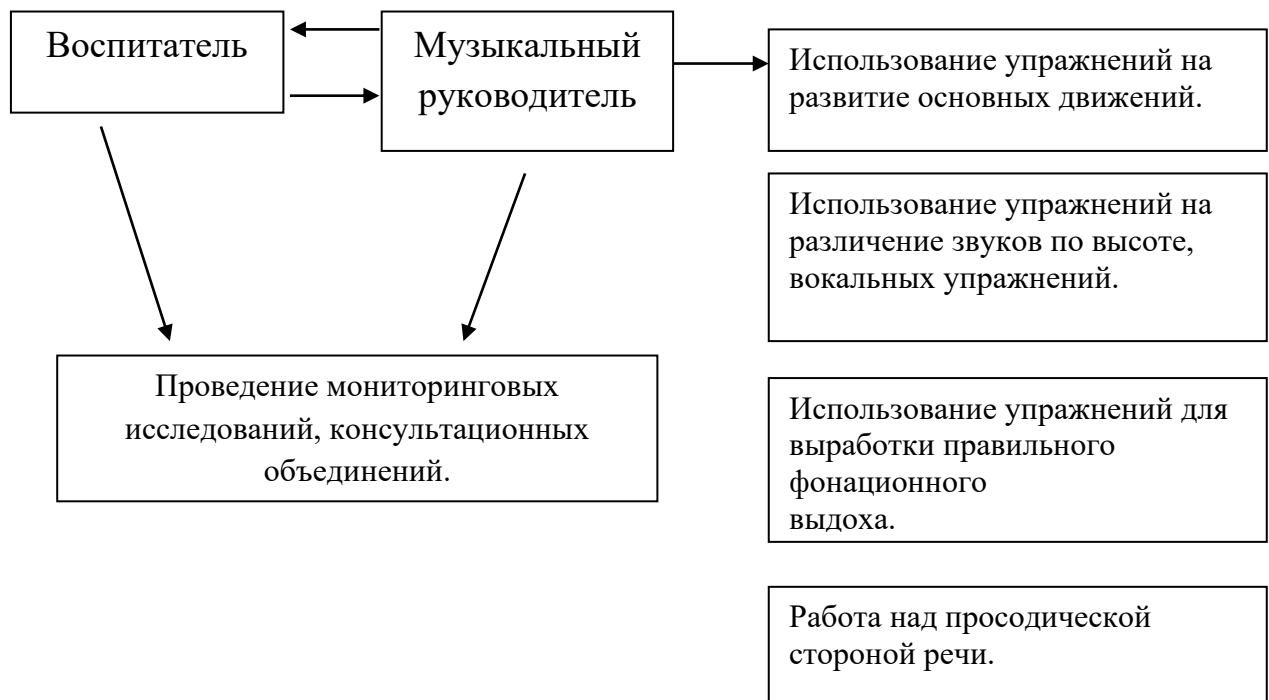 Воспитатель
Музыкальный
руководитель
Использование упражнений на
развитие основных движений.
Использование упражнений на
различение звуков по высоте,
вокальных упражнений.
Проведение мониторинговых
исследований, консультационных
объединений.
Использование упражнений для
выработки правильного
фонационного
выдоха.
Работа над просодической
стороной речи.